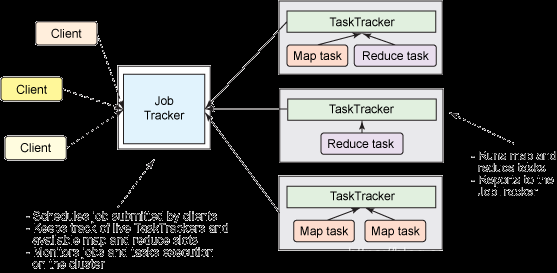 Client
Client
Client
Job
Tracker
TaskTracker
Map task
Reduce task
TaskTracker
Reduce task
TaskTracker
Map task
Map task
- Schedules job submitted by clients
- Keeps track of live TaskTrackers and
available map and reduce slots
- Monitors jobs and tasks execution
on the cluster
- Runs map and
reduce tasks
- Reports to the
JobTracker